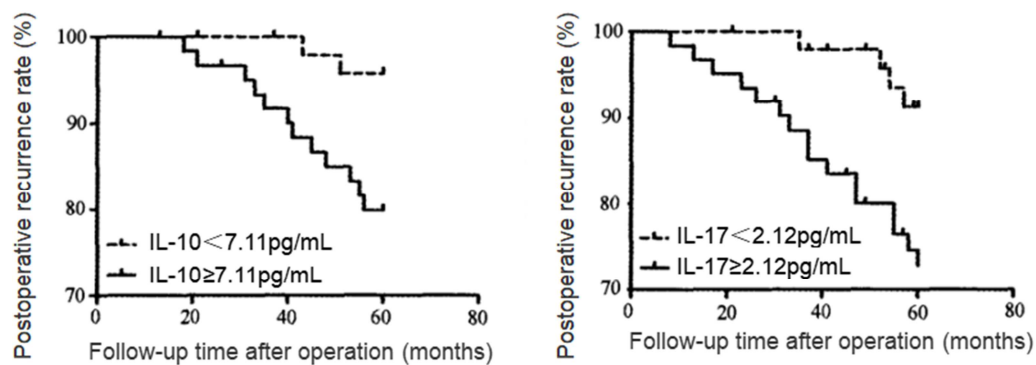 Postoperative recurrence rate (%)
100
90
80
70
IL-10<7.11pg/mL
IL-10≥7.11pg/mL
0 20 40 60 80
Follow-up time after operation (months)
Postoperative recurrence rate (%)
100
90
80
70
IL-17<2.12pg/mL
IL-17≥2.12pg/mL
0 20 40 60 80
Follow-up time after operation (months)